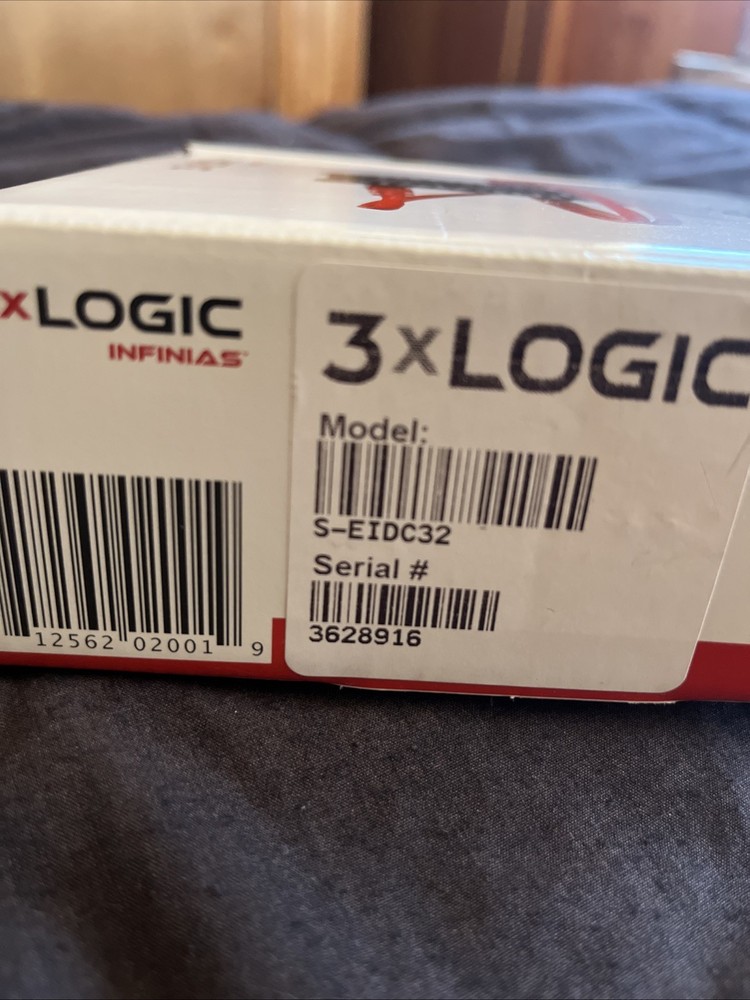 xLOGIC
INFINIAS
12562 02001 9
3xLOGIC
Model:
S-EIDC32
Serial #
3628916